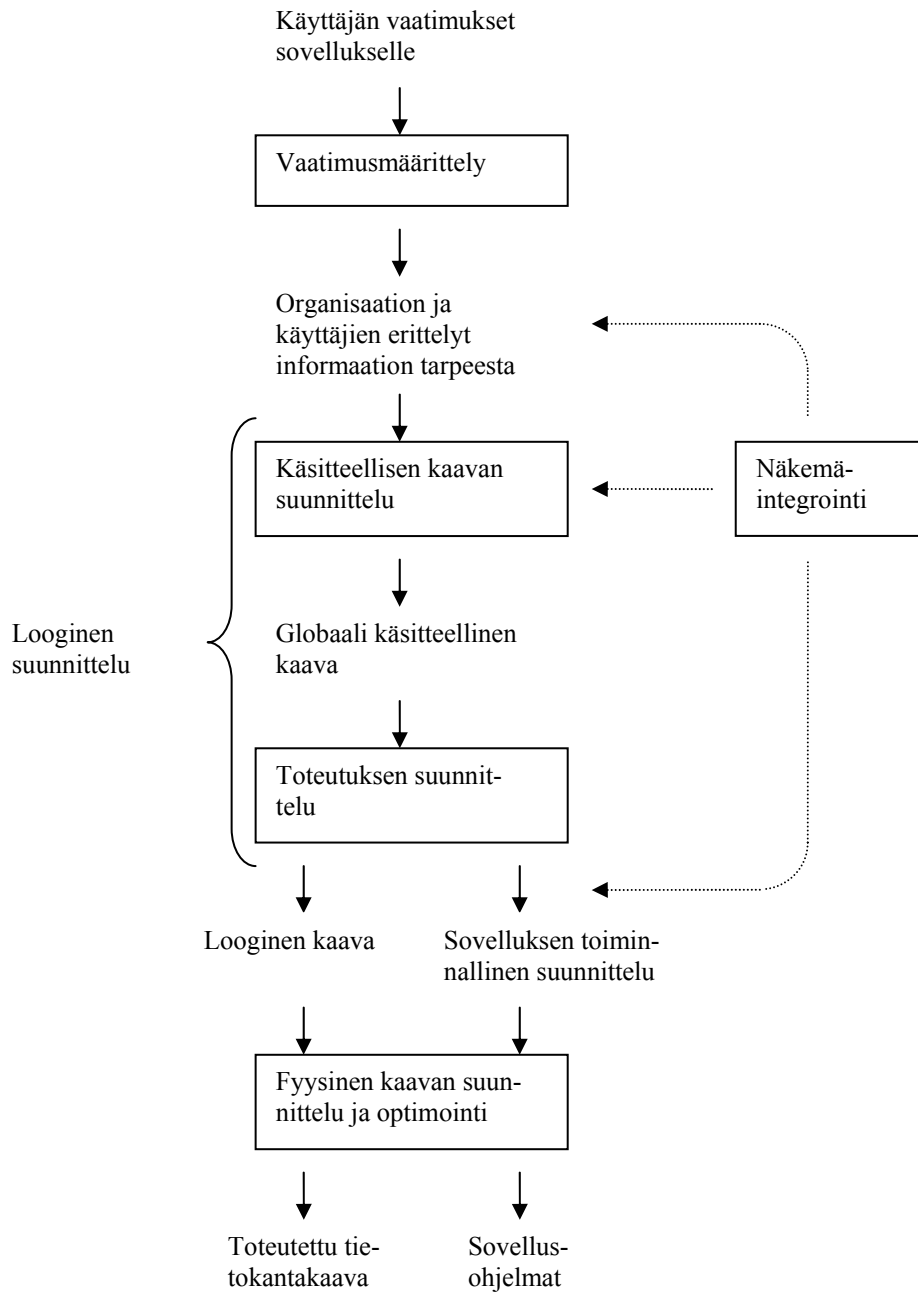 Käyttäjän vaatimukset
sovellukselle
Vaatimusmäärittely
Organisaation ja
käyttäjien erittelyt
informaation tarpeesta
Käsitteellisen kaavan
suunnittelu
Näkemä-
integrointi
Looginen
suunnittelu
Globaali käsitteellinen
kaava
Toteutuksen suunnit-
telu
Looginen kaava
Sovelluksen toimin-
nallinen suunnittelu
Fyysinen kaavan suun-
nittelu ja optimointi
Toteutettu tie-
tokantakaava
Sovellus-
ohjelmat